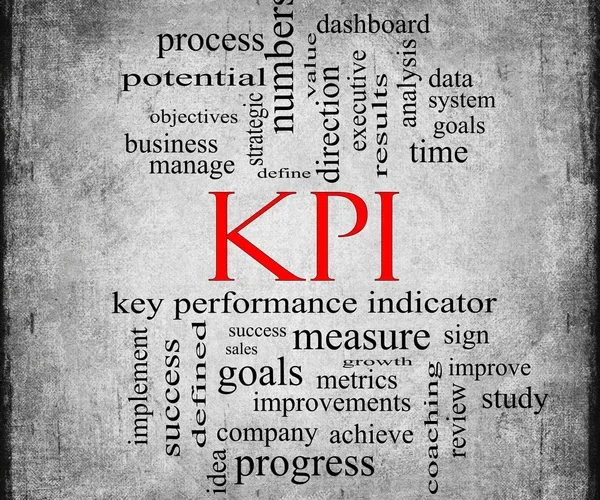 dashboard
process
numbers
value
potential
direction
executive
results
analysis
data
system
objectives
strategic
goals
business
time
manage
define
KPI
key performance indicator
implement
success
defined
success
measure
sign
sales
growth
goals
metrics
coaching
improve
improvements
review
study
company
achieve
idea
progress